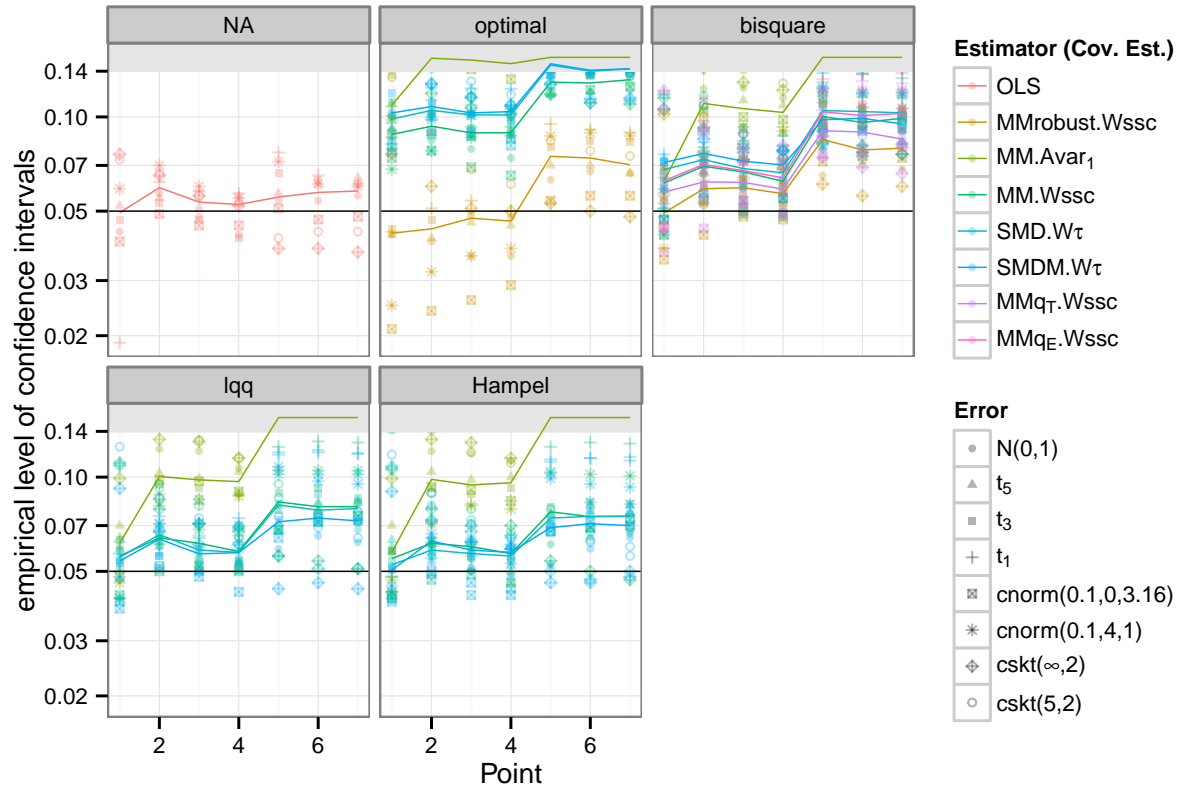 NA
optimal
bisquare
0.14
0.10
0.07
0.05
0.03
0.02
lqq
Hampel
0.14
0.10
0.07
0.05
0.03
0.02
2
4
6
2
4
6
Point
empirical level of confidence intervals
Estimator (Cov. Est.)
OLS
MMrobust.Wssc
MM.Avar₁
MM.Wssc
SMD.Wτ
SMDM.Wτ
MMq_T.Wssc
MMq_E.Wssc
Error
N(0,1)
t₅
t₃
t₁
cnorm(0.1,0,3.16)
cnorm(0.1,4,1)
cskt(∞,2)
cskt(5,2)